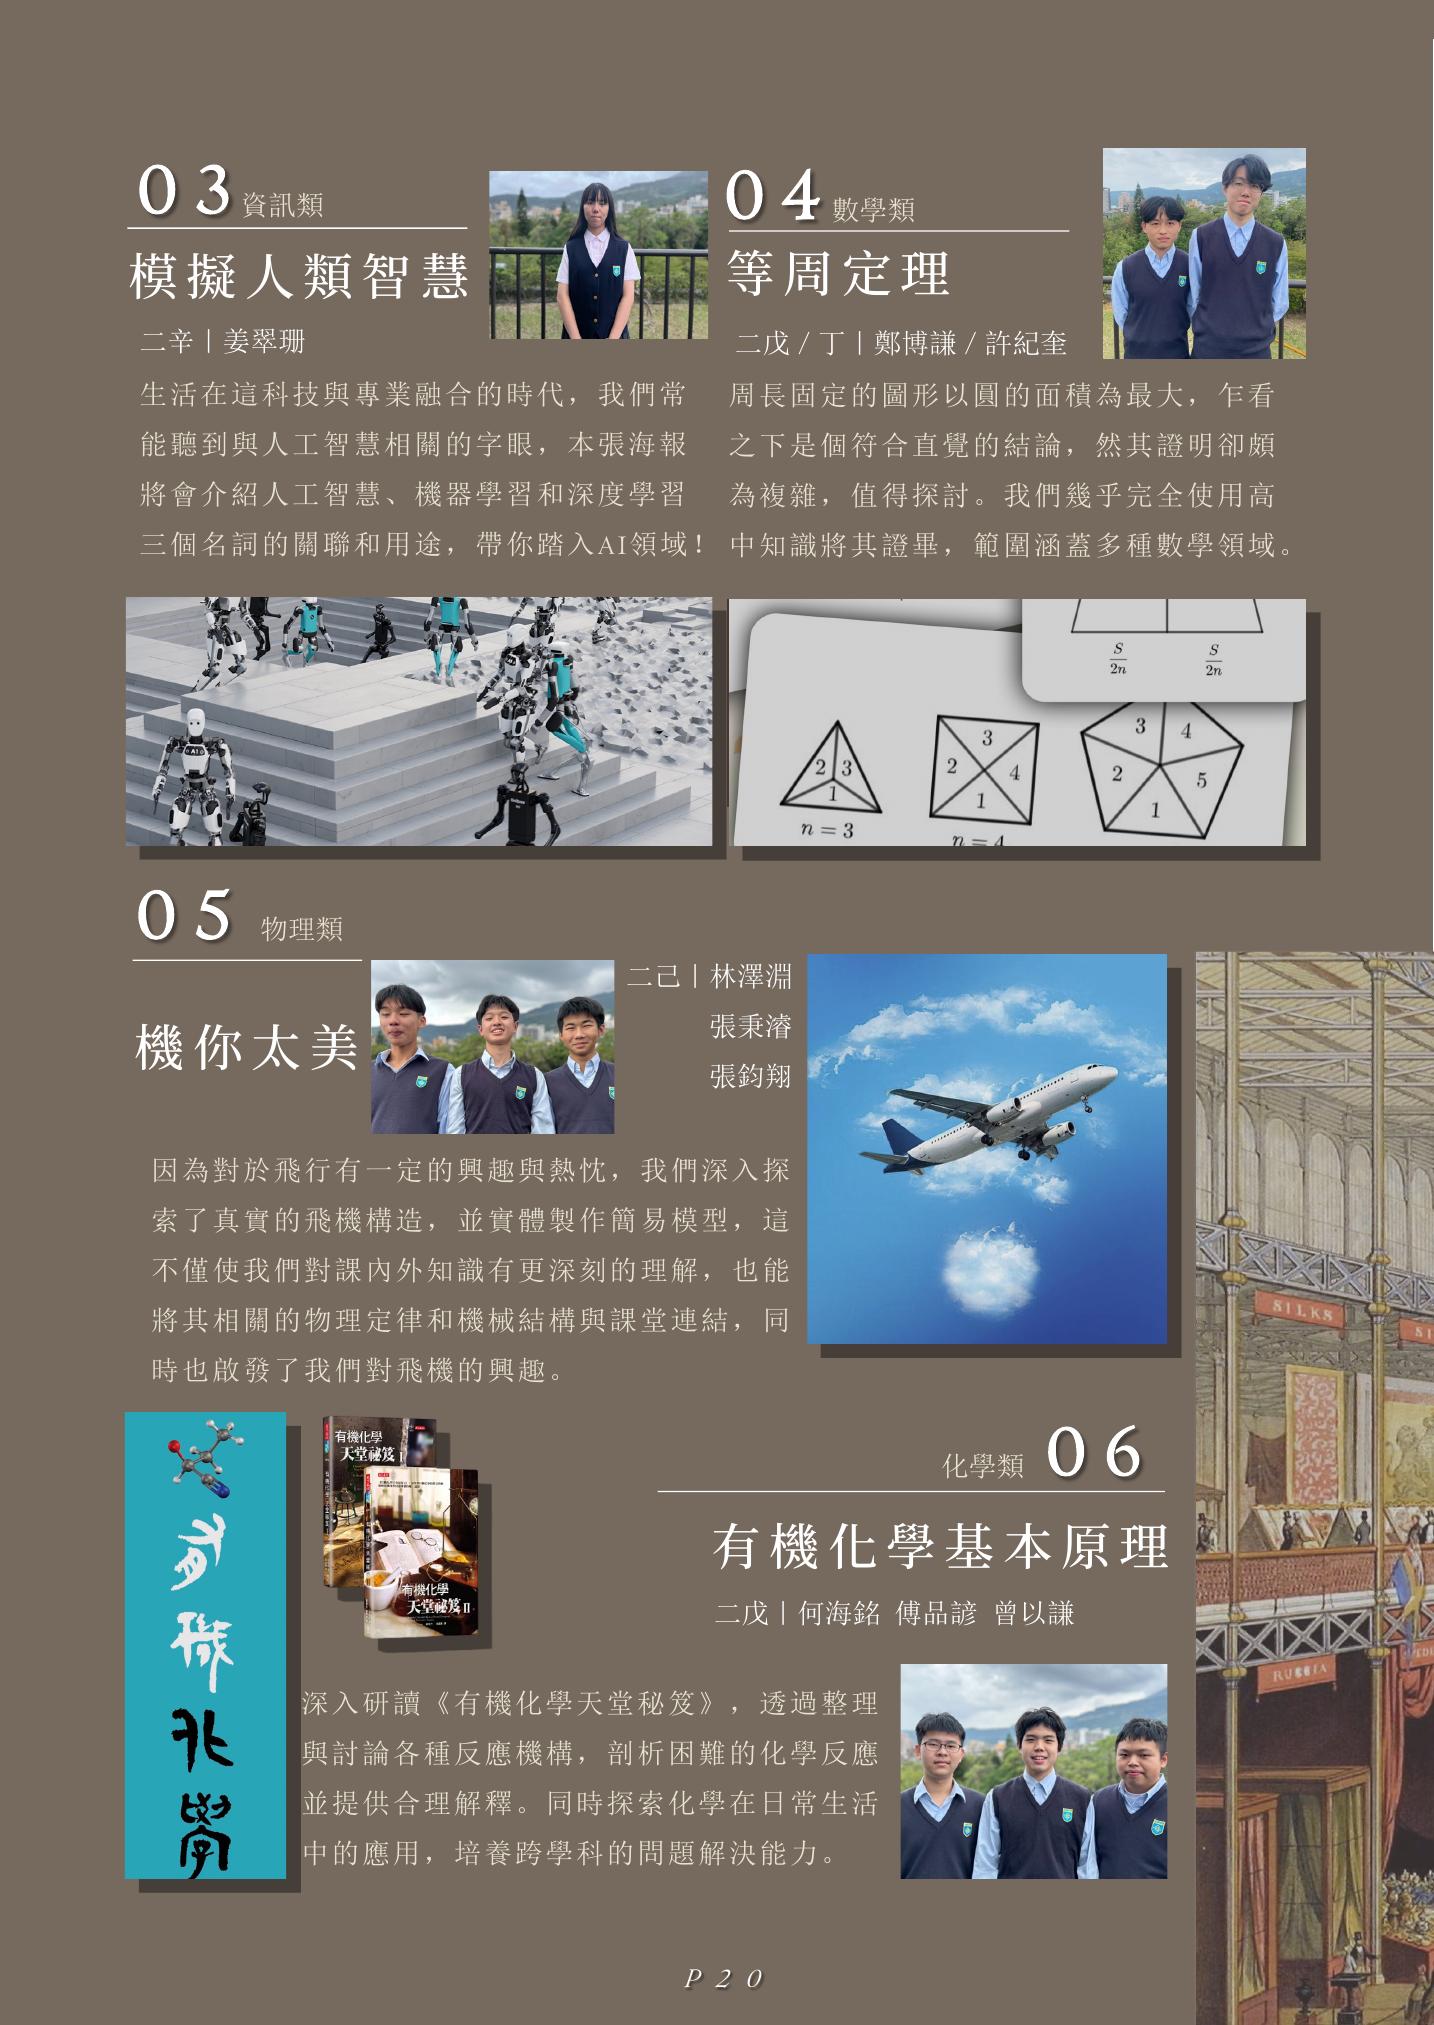 03 資訊類
模擬人類智慧
二辛｜姜翠珊
生活在這科技與專業融合的時代，我們常
能聽到與人工智慧相關的字眼，本張海報
將會介紹人工智慧、機器學習和深度學習
三個名詞的關聯和用途，帶你踏入AI領域！
04 數學類
等周定理
二戊 / 丁｜鄭博謙 / 許紀奎
周長固定的圖形以圓的面積為最大，乍看
之下是個符合直覺的結論，然其證明卻頗
為複雜，值得探討。我們幾乎完全使用高
中知識將其證畢，範圍涵蓋多種數學領域。
AI
S
2n
S
2n
2 3
1
n = 3
3
2 4
1
n = 4
3 4
2 5
1
05 物理類
機你太美
二己｜林澤淵
張秉濬
張鈞翔
因為對於飛行有一定的興趣與熱忱，我們深入探
索了真實的飛機構造，並實體製作簡易模型，這
不僅使我們對課內外知識有更深刻的理解，也能
將其相關的物理定律和機械結構與課堂連結，同
時也啟發了我們對飛機的興趣。
SILKS
RUSSIA
有機化學
有機化學
天堂祕笈 I
有機化學
天堂祕笈 II
化學類 06
有機化學基本原理
二戊｜何海銘 傅品諺 曾以謙
深入研讀《有機化學天堂秘笈》，透過整理
與討論各種反應機構，剖析困難的化學反應
並提供合理解釋。同時探索化學在日常生活
中的應用，培養跨學科的問題解決能力。
P20